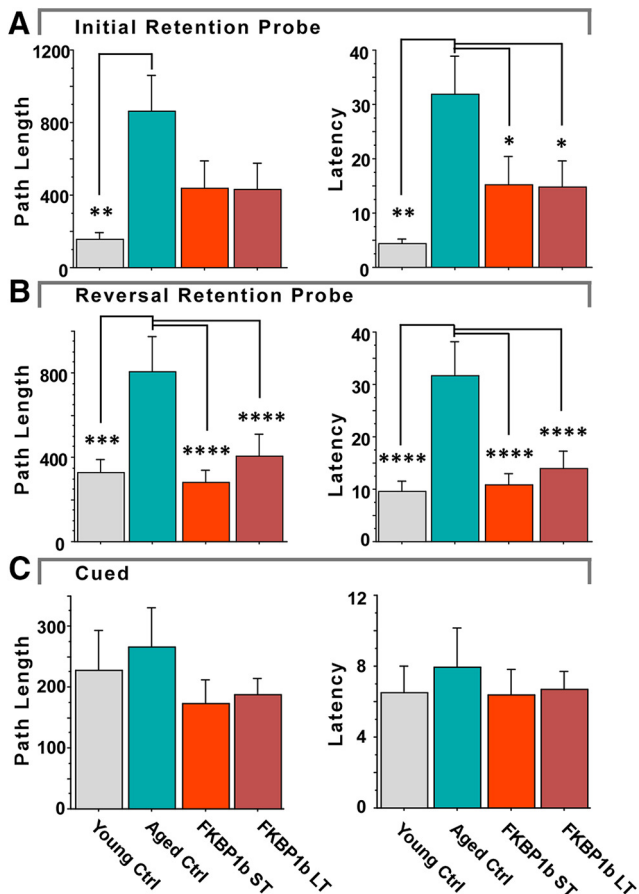 A Initial Retention Probe
Path Length
1200
800
400
0
**
Latency
40
30
20
10
0
**
*
*
B Reversal Retention Probe
Path Length
800
400
0
***
****
****
Latency
40
30
20
10
0
****
****
****
C Cued
Path Length
300
200
100
0
Latency
12
8
4
0
Young Ctrl
Aged Ctrl
FKBP1b ST
FKBP1b LT
Young Ctrl
Aged Ctrl
FKBP1b ST
FKBP1b LT